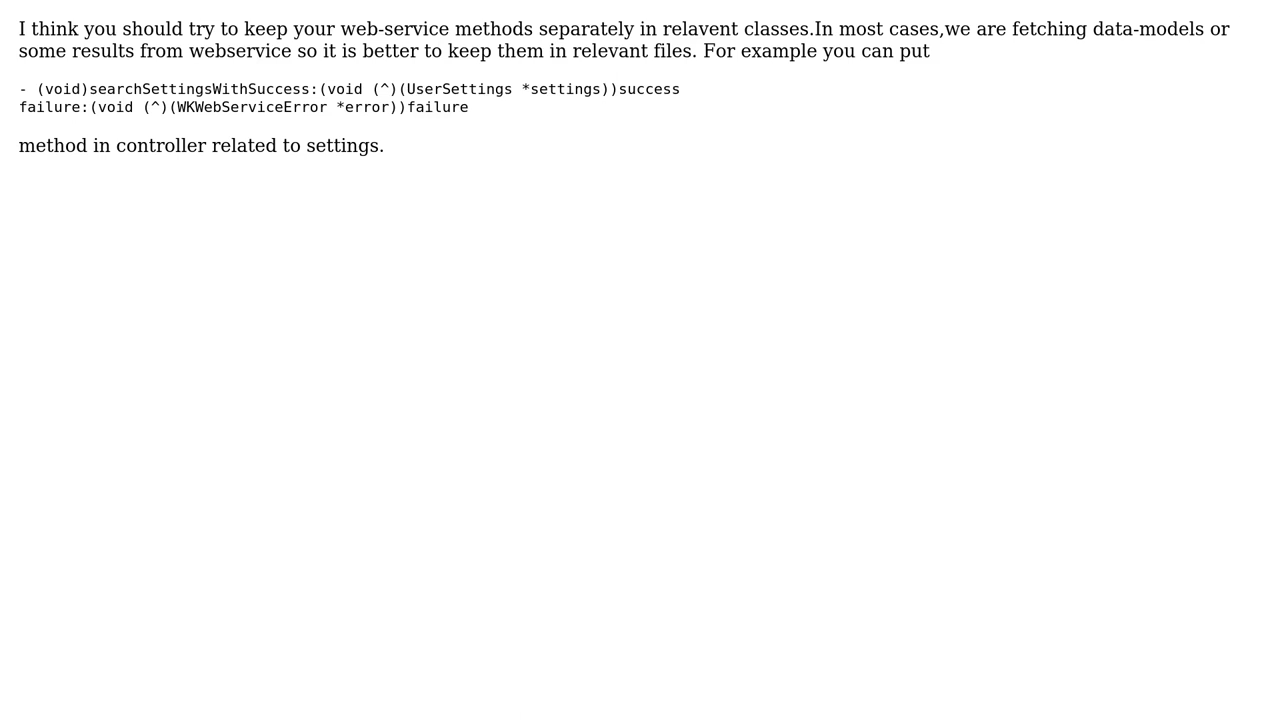 I think you should try to keep your web-service methods separately in relavent classes.In most cases,we are fetching data-models or
some results from webservice so it is better to keep them in relevant files. For example you can put
- (void)searchSettingsWithSuccess:(void (^)(UserSettings *settings))success
failure:(void (^)(WKWebServiceError *error))failure
method in controller related to settings.